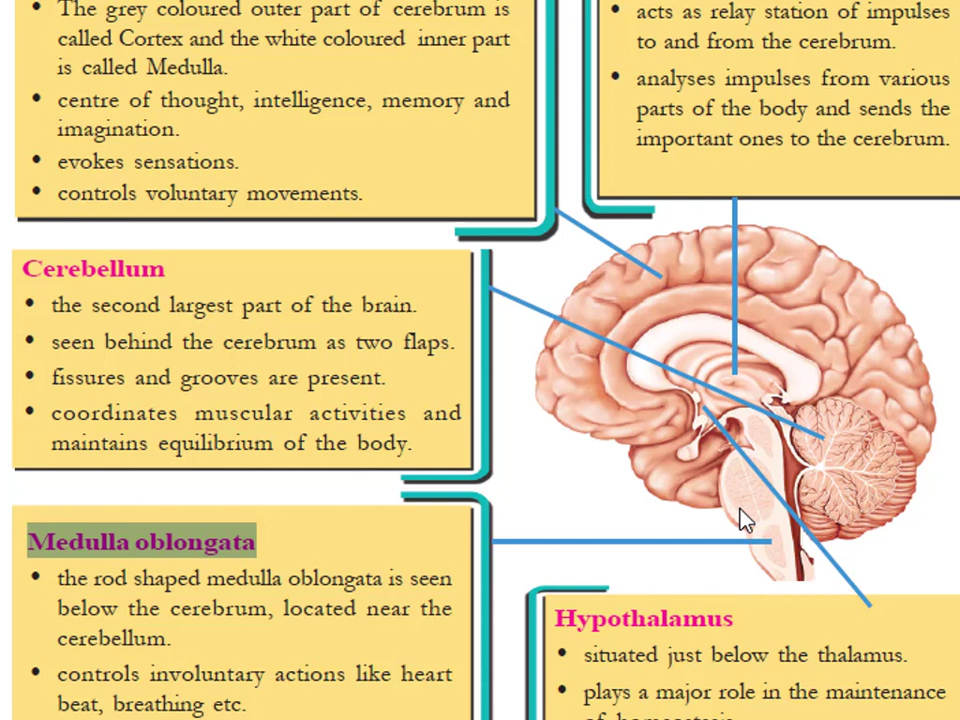 • The grey coloured outer part of cerebrum is
called Cortex and the white coloured inner part
is called Medulla.
• centre of thought, intelligence, memory and
imagination.
• evokes sensations.
• controls voluntary movements.
• acts as relay station of impulses
to and from the cerebrum.
• analyses impulses from various
parts of the body and sends the
important ones to the cerebrum.
Cerebellum
• the second largest part of the brain.
• seen behind the cerebrum as two flaps.
• fissures and grooves are present.
• coordinates muscular activities and
maintains equilibrium of the body.
Medulla oblongata
• the rod shaped medulla oblongata is seen
below the cerebrum, located near the
cerebellum.
• controls involuntary actions like heart
beat, breathing etc.
Hypothalamus
• situated just below the thalamus.
• plays a major role in the maintenance
of homeostasis